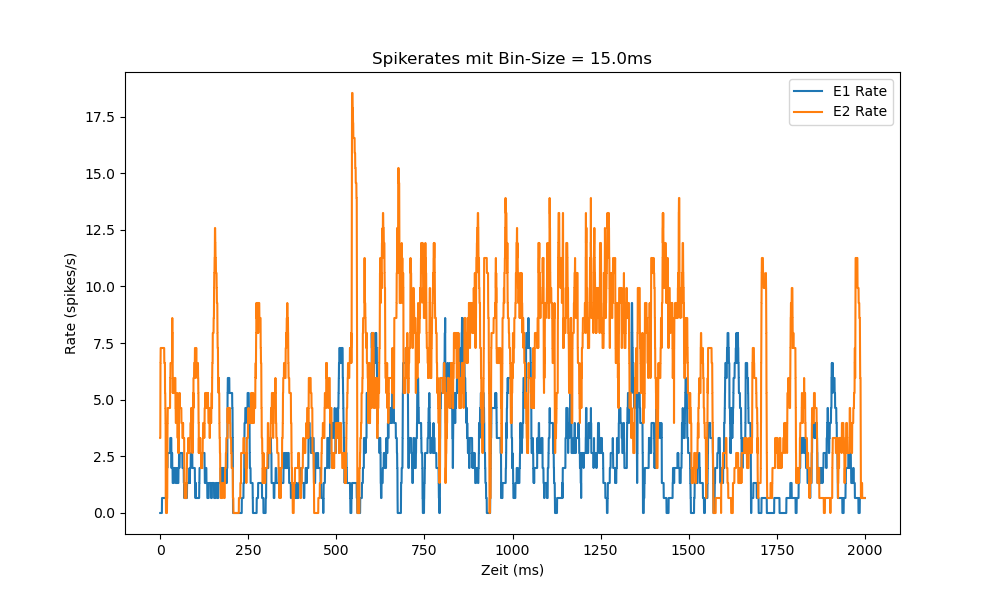 Spikerates mit Bin-Size = 15.0ms
E1 Rate
E2 Rate
Rate (spikes/s)
17.5
15.0
12.5
10.0
7.5
5.0
2.5
0.0
0 250 500 750 1000 1250 1500 1750 2000
Zeit (ms)